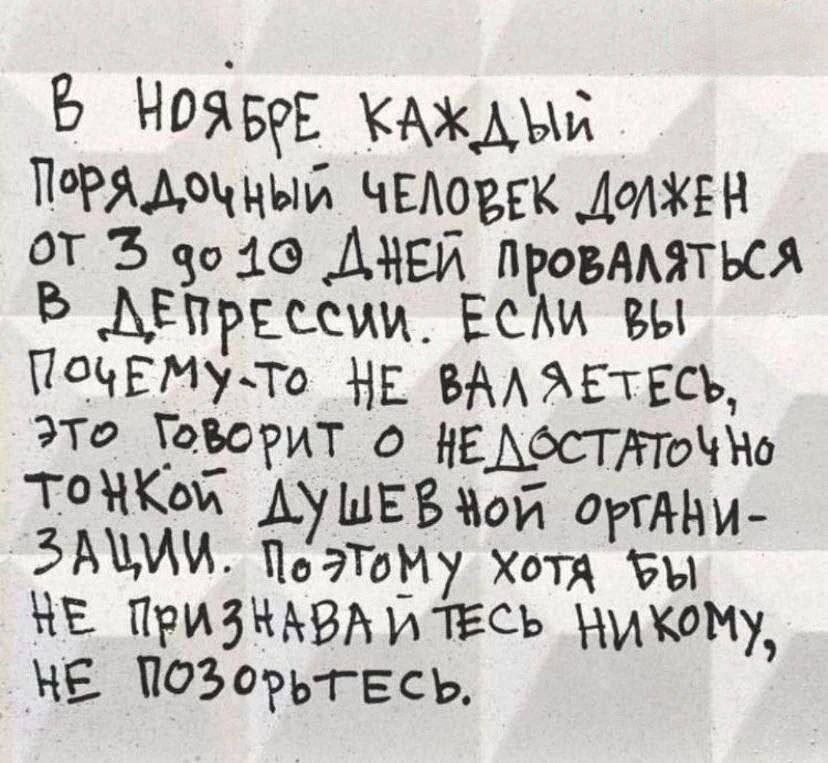 В НОЯБРЕ КАЖДЫЙ
ПОРЯДОЧНЫЙ ЧЕЛОВЕК ДОЛЖЕН
ОТ 3 до 10 ДНЕЙ ПРОВАЛЯТЬСЯ
В ДЕПРЕССИИ. ЕСЛИ ВЫ
ПОЧЕМУ-ТО НЕ ВАЛЯЕТЕСЬ,
ЭТО ГОВОРИТ О НЕДОСТАТОЧНО
ТОНКОЙ ДУШЕВНОЙ ОРГАНИ-
ЗАЦИИ. ПОЭТОМУ ХОТЯ БЫ
НЕ ПРИЗНАВАЙТЕСЬ НИКОМУ,
НЕ ПОЗОРЬТЕСЬ.